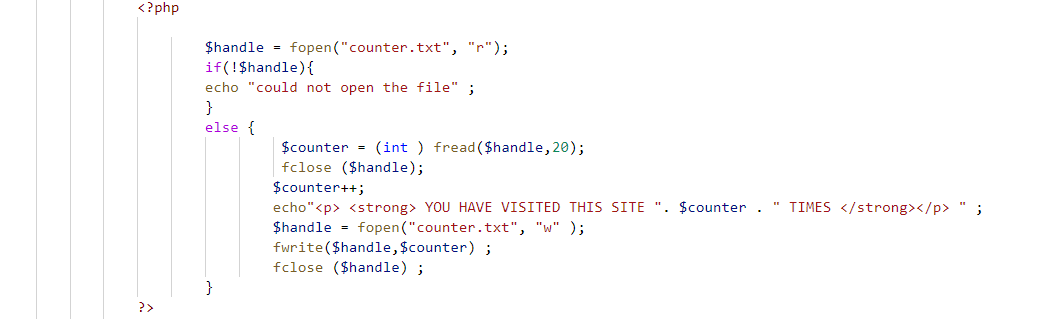 <?php
$handle = fopen("counter.txt", "r");
if(!$handle){
echo "could not open the file" ;
}
else {
$counter = (int ) fread($handle,20);
fclose ($handle);
$counter++;
echo"<p> <strong> YOU HAVE VISITED THIS SITE ". $counter . " TIMES </strong></p> " ;
$handle = fopen("counter.txt", "w" );
fwrite($handle,$counter) ;
fclose ($handle) ;
}
?>